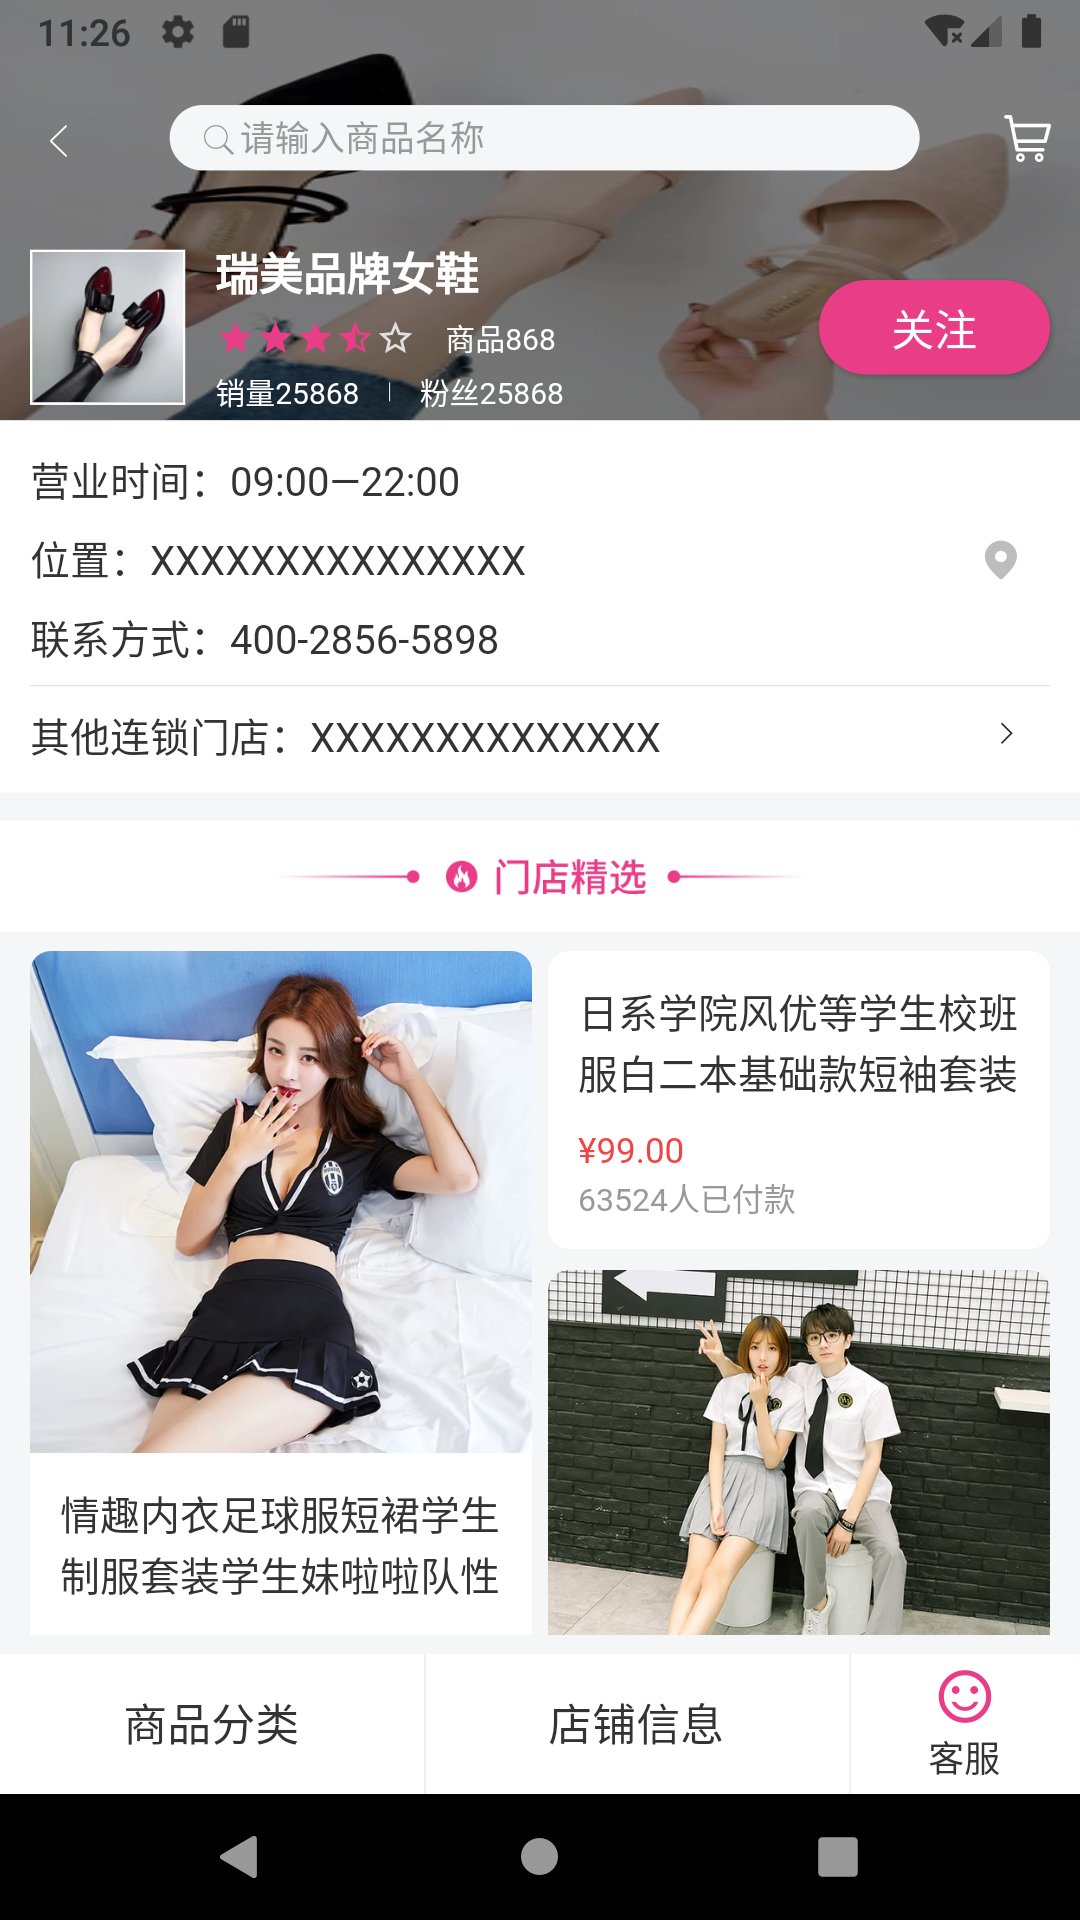 11:26
请输入商品名称
瑞美品牌女鞋
商品868
销量25868
粉丝25868
关注
营业时间：09:00—22:00
位置：XXXXXXXXXXXXXXX
联系方式：400-2856-5898
其他连锁门店：XXXXXXXXXXXXXX
门店精选
日系学院风优等学生校班
服白二本基础款短袖套装
¥99.00
63524人已付款
情趣内衣足球服短裙学生
制服套装学生妹啦啦队性
商品分类
店铺信息
客服